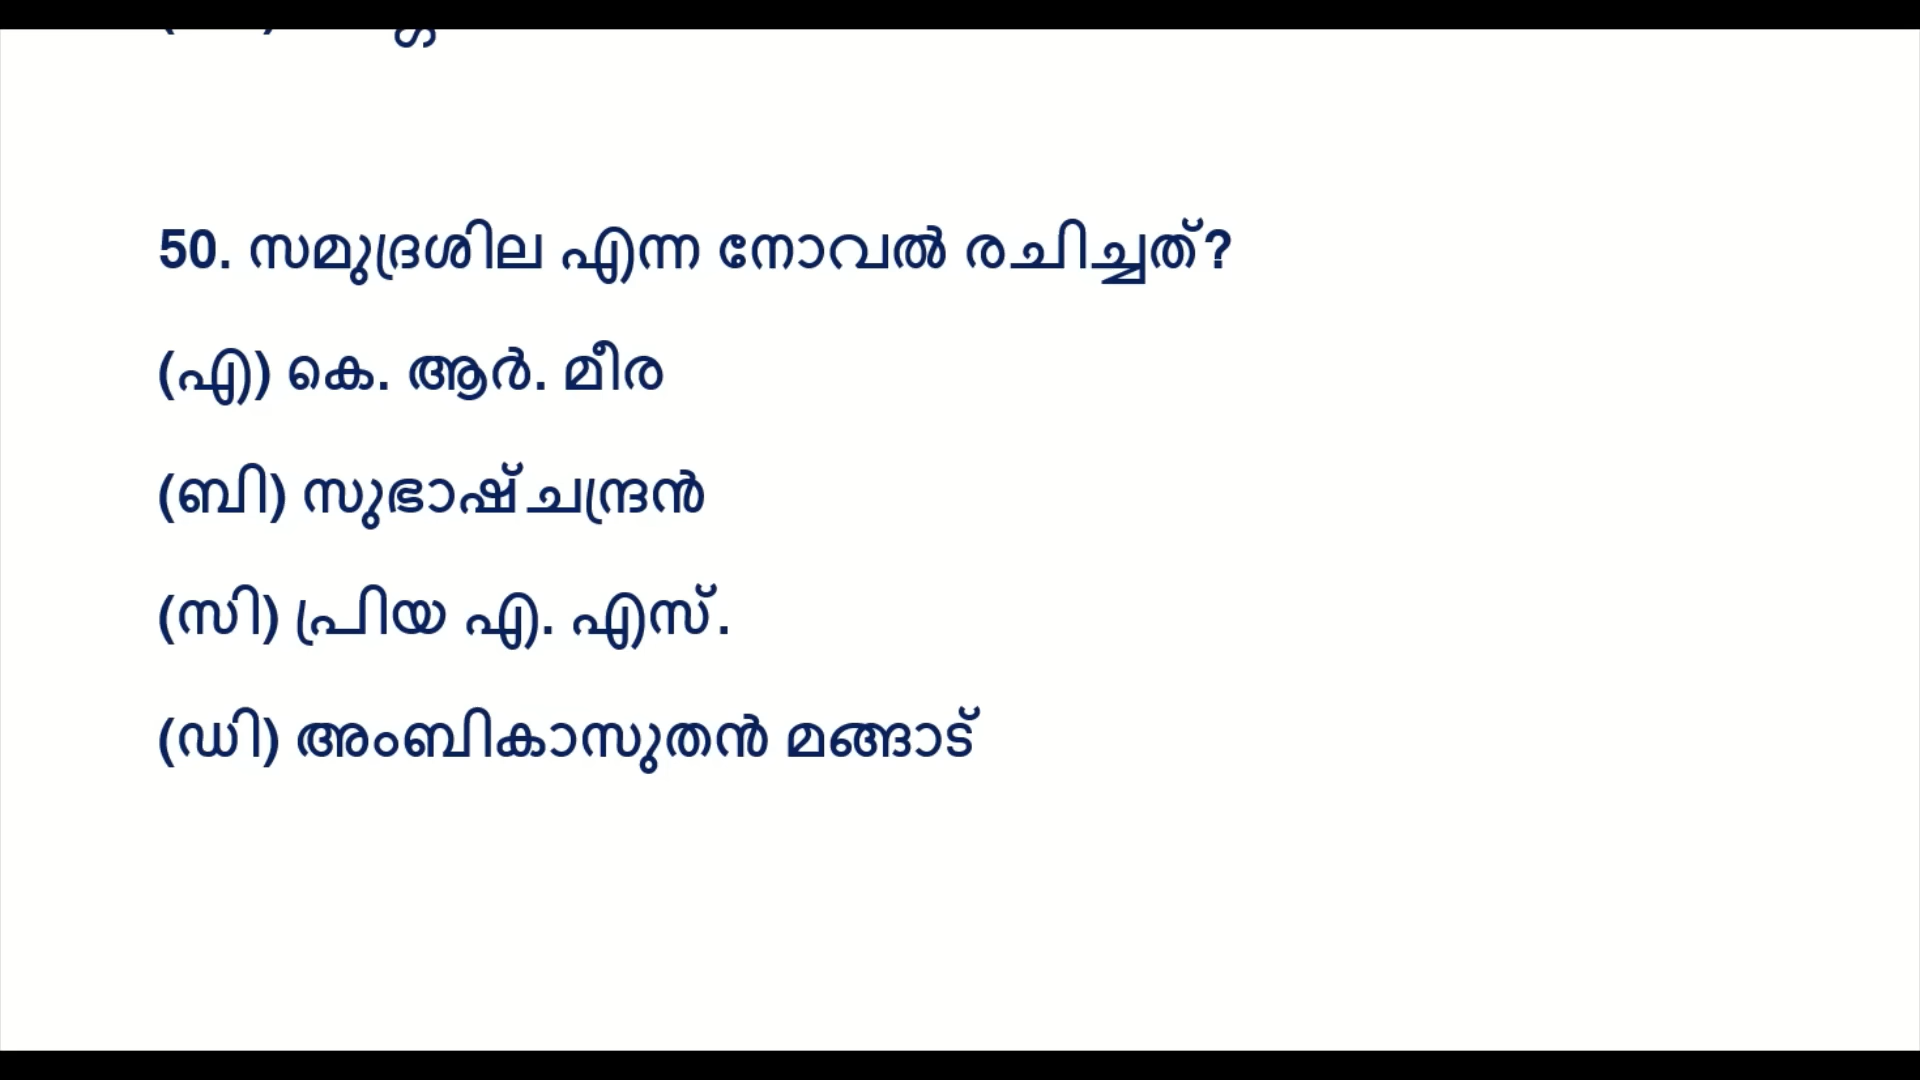 50. സമുദ്രശില എന്ന നോവൽ രചിച്ചത്?
(എ) കെ. ആർ. മീര
(ബി) സുഭാഷ് ചന്ദ്രൻ
(സി) പ്രിയ എ. എസ്.
(ഡി) അംബികാസുതൻ മങ്ങാട്